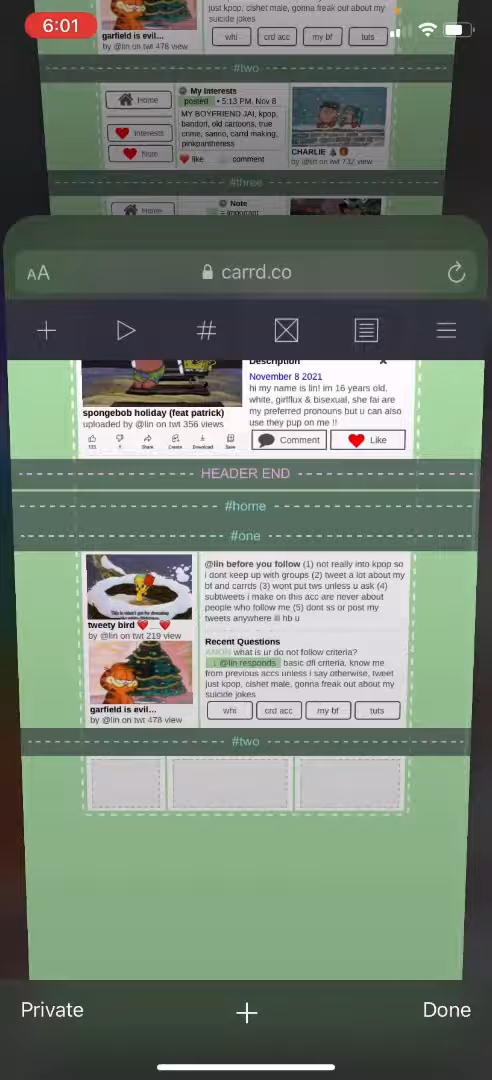 6:01
garfield is evil...
by @lin on twt 478 view
just kpop, cishet male, gonna freak out about my
suicide jokes
whi
crd acc
my bf
tuts
#two
Home
Interests
Note
My Interests
posted • 5:13 PM, Nov 8
MY BOYFRIEND JAI, kpop,
bandori, old cartoons, true
crime, sanrio, carrd making,
pinkpantheress
like
comment
CHARLIE
by @lin on twt 732 view
#three
Home
Note
= important
AA
carrd.co
#
spongebob holiday (feat patrick)
uploaded by @lin on twt 356 views
Share
Create
Download
Save
Description
November 8 2021
hi my name is lin! im 16 years old,
white, girlflux & bisexual, she fai are
my preferred pronouns but u can also
use they pup on me !!
Comment
Like
HEADER END
#home
#one
tweety bird
by @lin on twt 219 view
garfield is evil...
by @lin on twt 478 view
@lin before you follow (1) not really into kpop so
i dont keep up with groups (2) tweet a lot about my
bf and carrds (3) wont put tws unless u ask (4)
subtweets i make on this acc are never about
people who follow me (5) dont ss or post my
tweets anywhere ill hb u
Recent Questions
ANON what is ur do not follow criteria?
↓ @lin responds basic dfi criteria, know me
from previous accs unless i say otherwise, tweet
just kpop, cishet male, gonna freak out about my
suicide jokes
whi
crd acc
my bf
tuts
#two
Private
Done